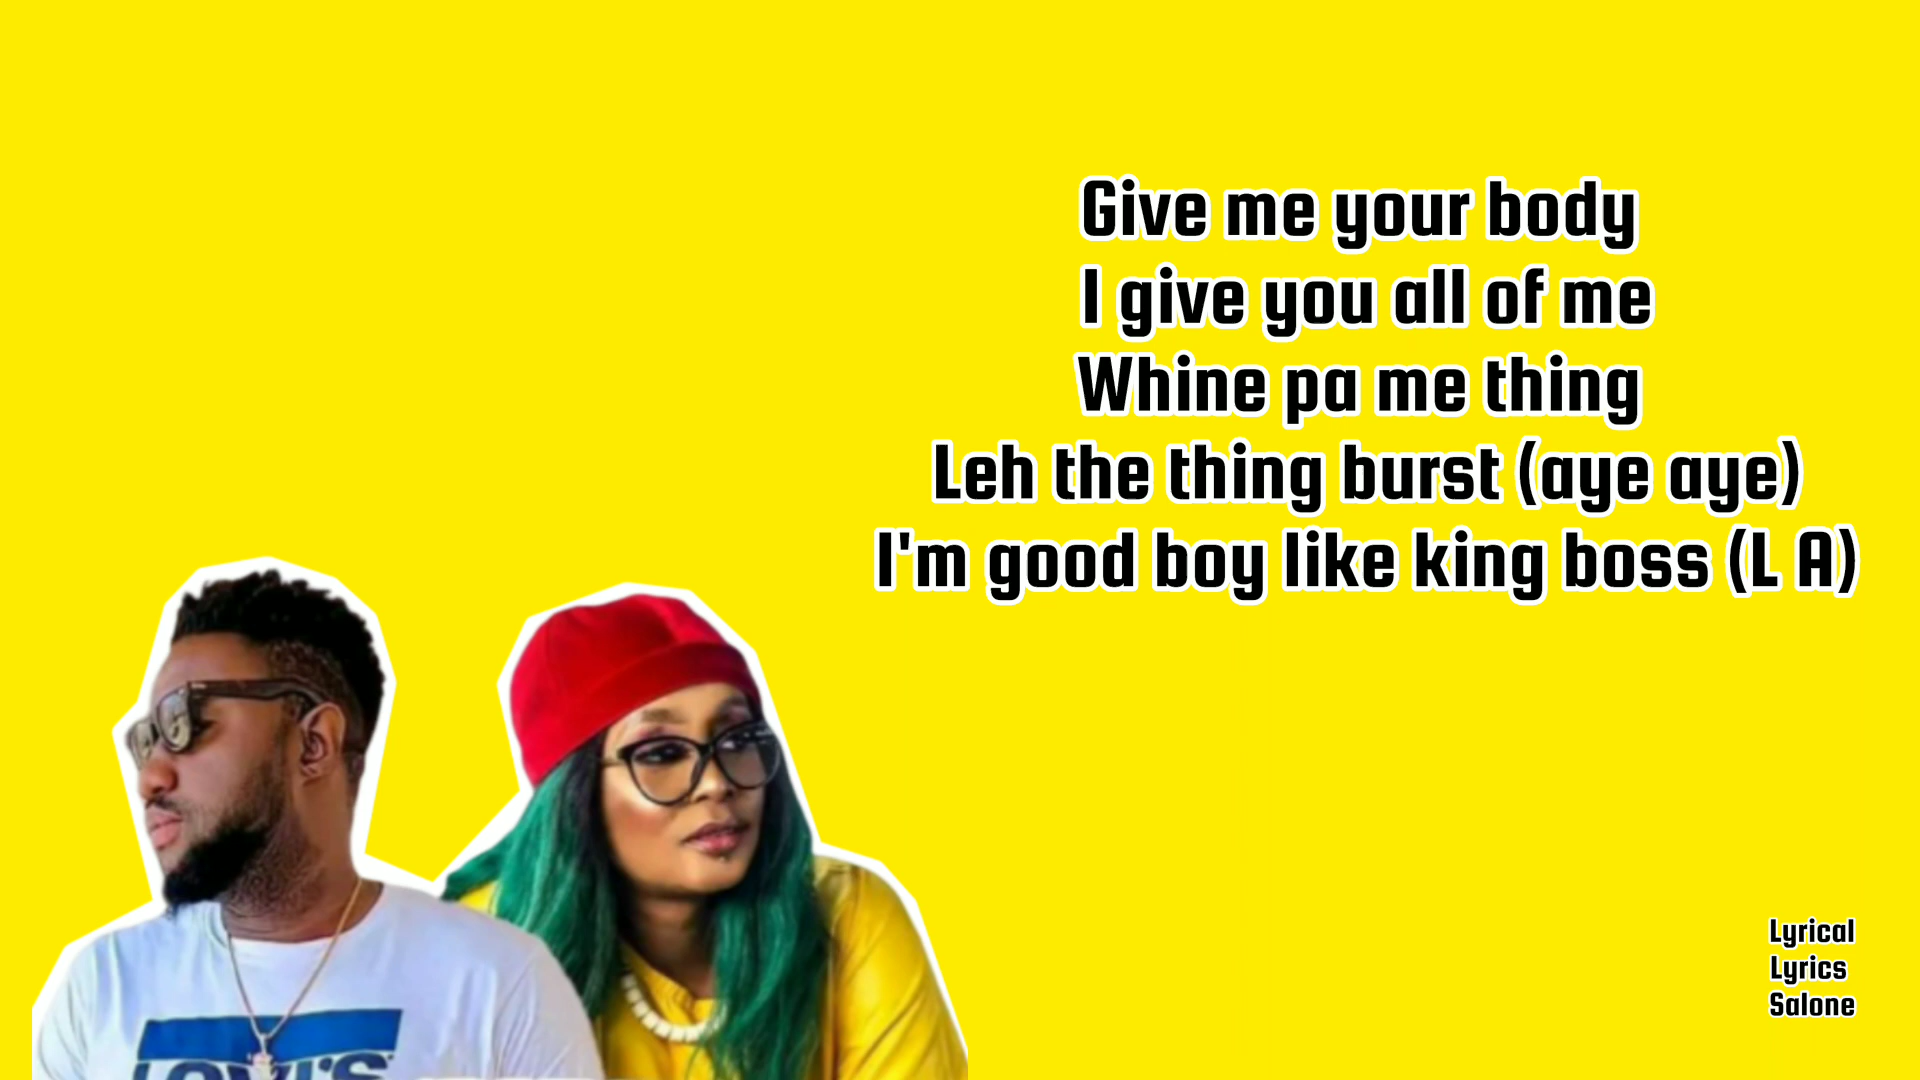 Give me your body
I give you all of me
Whine pa me thing
Leh the thing burst (aye aye)
I'm good boy like king boss (L A)
Lyrical
Lyrics
Salone
LEVI'S